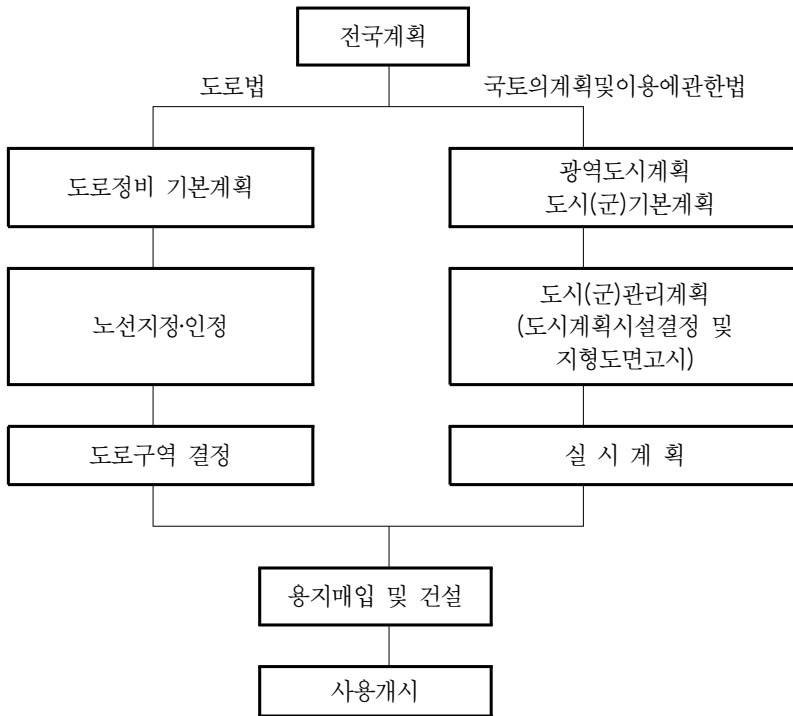 전국계획
도로법
국토의계획및이용에관한법
도로정비 기본계획
광역도시계획
도시(군)기본계획
노선지정·인정
도시(군)관리계획
(도시계획시설결정 및
지형도면고시)
도로구역 결정
실 시 계 획
용지매입 및 건설
사용개시